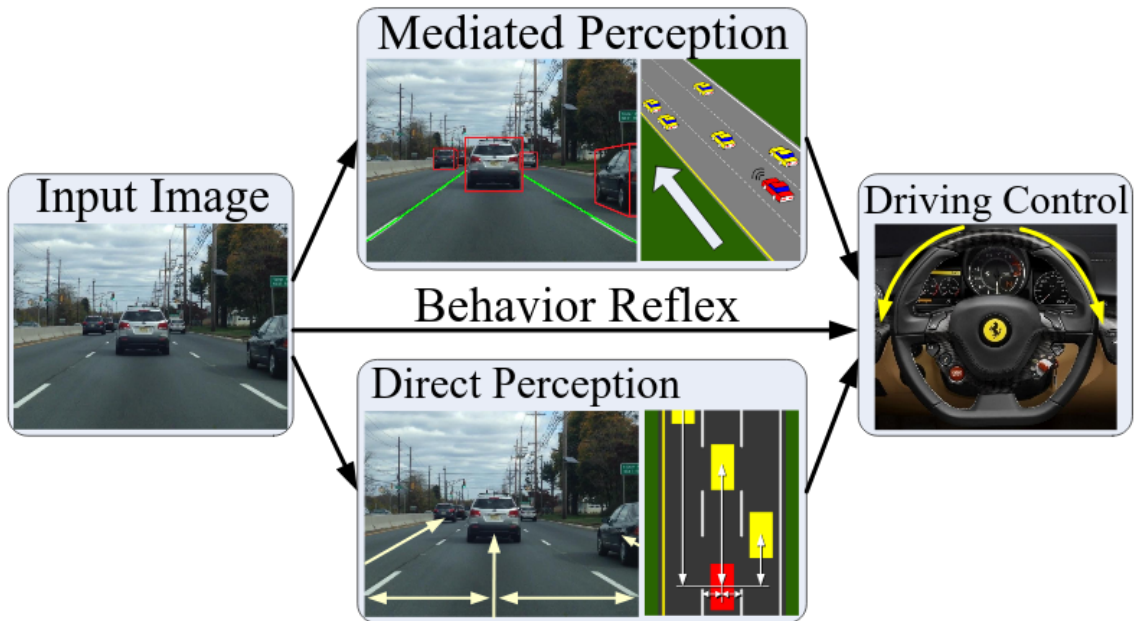 Mediated Perception
Input Image
Driving Control
Behavior Reflex
Direct Perception